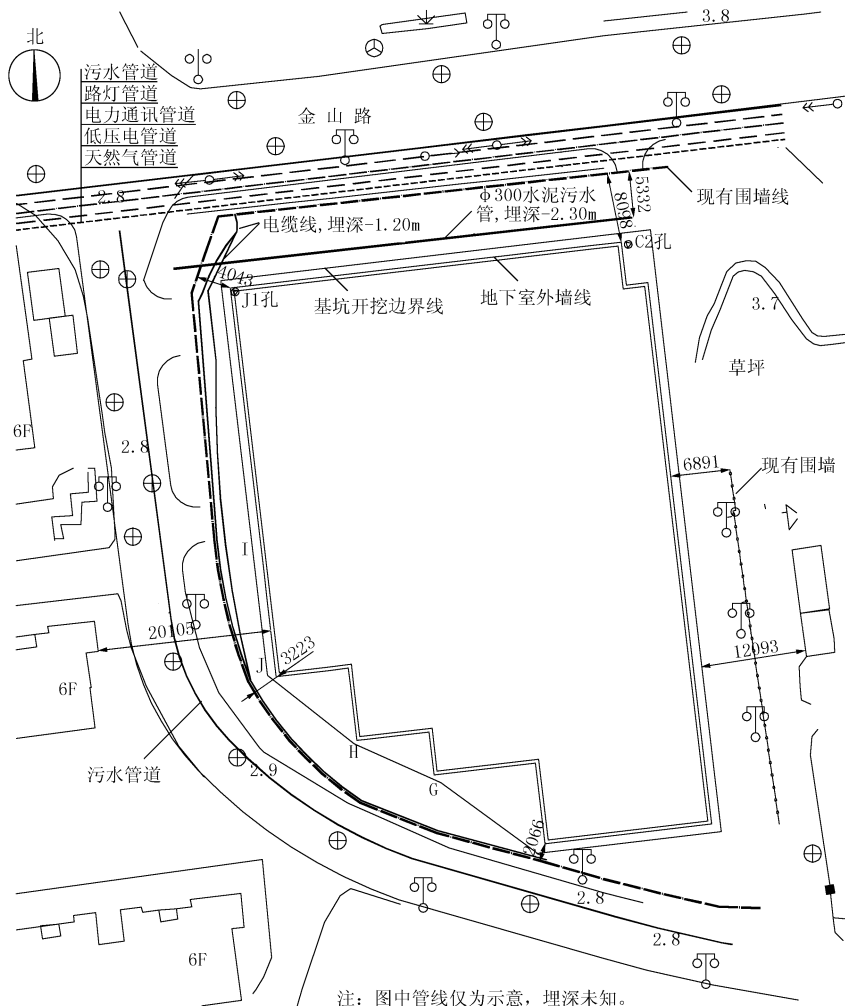 3.8
北
污水管道
路灯管道
电力通讯管道
低压电管道
天然气管道
金山路
2.8
φ300水泥污水
管,埋深-2.30m
5332
8098
现有围墙线
电缆线,埋深-1.20m
C2孔
4043
J1孔
基坑开挖边界线
地下室外墙线
3.7
草坪
6F
2.8
6891
现有围墙
I
20105
3223
J
12093
6F
H
污水管道
2.9
G
2066
2.8
2.8
6F
注: 图中管线仅为示意, 埋深未知。